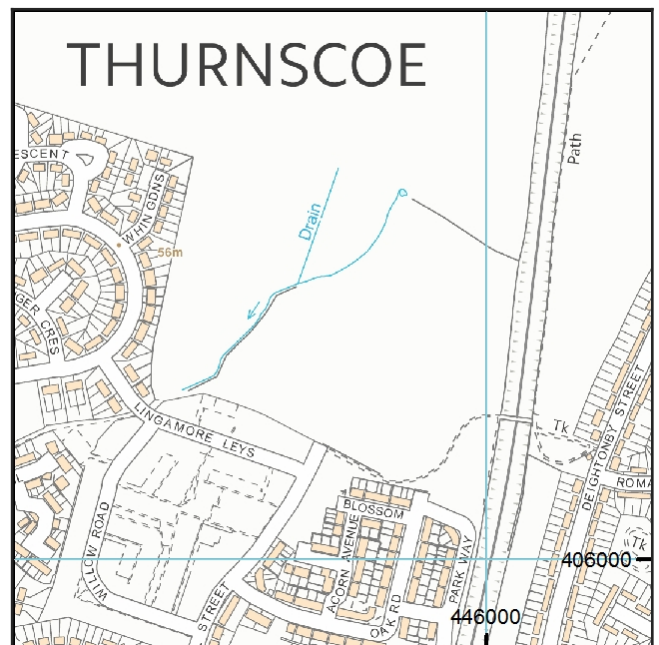 THURNSCOE
Path
ESCENT
WHIN GDNS
Drain
56m
GER CRES
DEIGHTONBY STREET
LINGAMORE LEYS
Tk
ROMA
BLOSSOM
WILLOW ROAD
ACORN AVENUE
PARK WAY
Tk
406000
STREET
OAK RD
446000